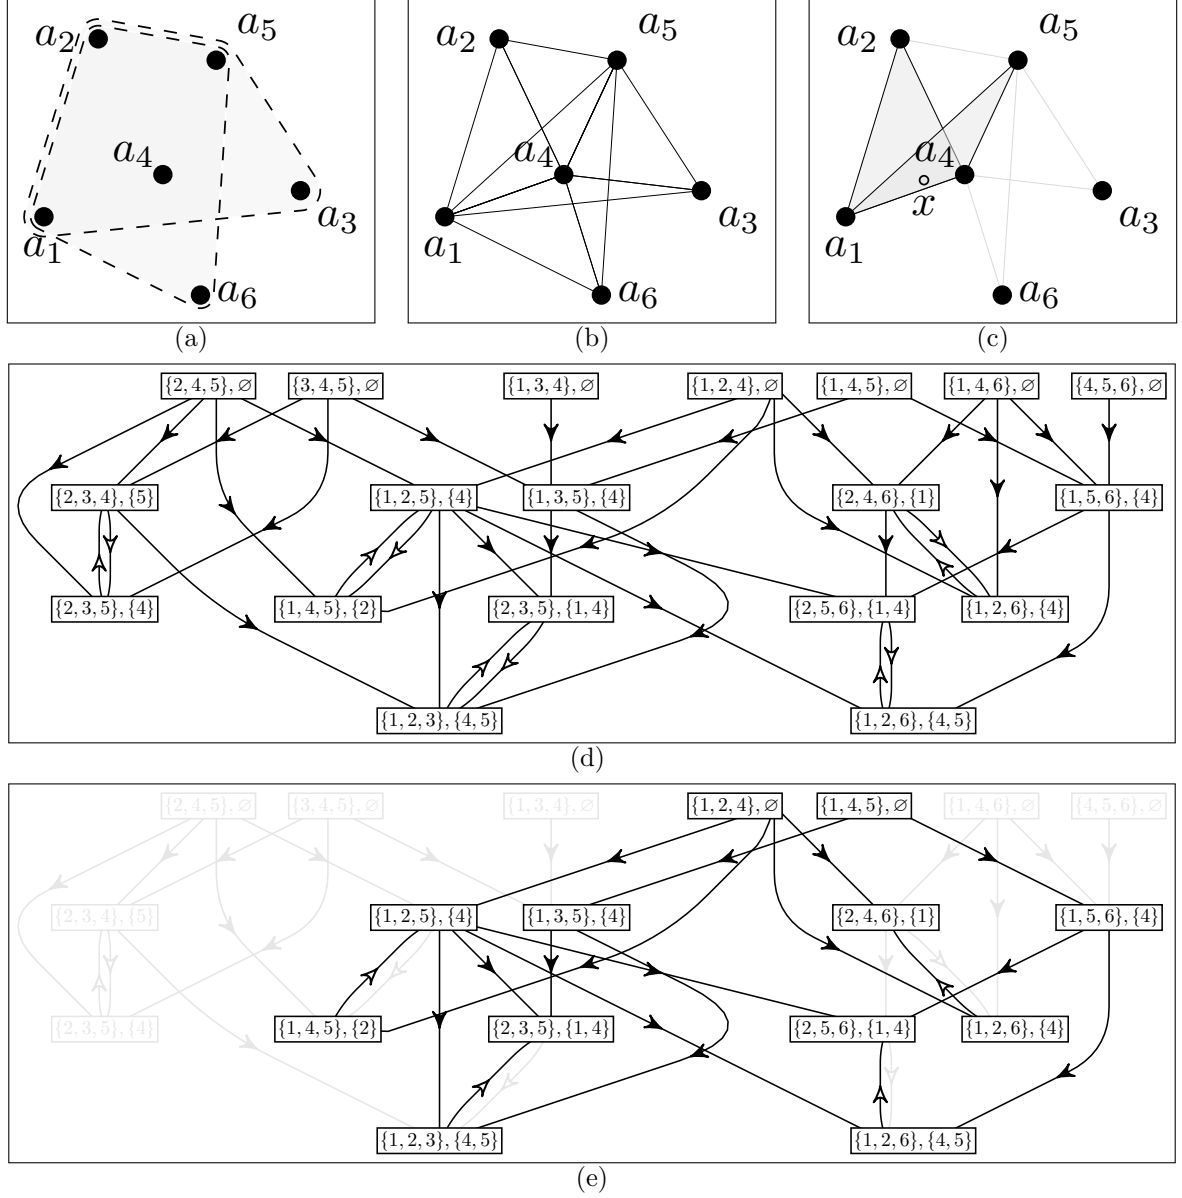 a5
a2
a4
a3
a1
a6
(a)
a5
a2
a4
a3
a1
a6
(b)
a5
a2
a4
x
a3
a1
a6
(c)
{2,4,5},∅ {3,4,5},∅ {1,3,4},∅ {1,2,4},∅ {1,4,5},∅ {1,4,6},∅ {4,5,6},∅
{2,3,4},{5} {1,2,5},{4} {1,3,5},{4} {2,4,6},{1} {1,5,6},{4}
{2,3,5},{4} {1,4,5},{2} {2,3,5},{1,4} {2,5,6},{1,4} {1,2,6},{4}
{1,2,3},{4,5} {1,2,6},{4,5}
(d)
{2,4,5},∅ {3,4,5},∅ {1,3,4},∅ {1,2,4},∅ {1,4,5},∅ {1,4,6},∅ {4,5,6},∅
{2,3,4},{5} {1,2,5},{4} {1,3,5},{4} {2,4,6},{1} {1,5,6},{4}
{2,3,5},{4} {1,4,5},{2} {2,3,5},{1,4} {2,5,6},{1,4} {1,2,6},{4}
{1,2,3},{4,5} {1,2,6},{4,5}
(e)